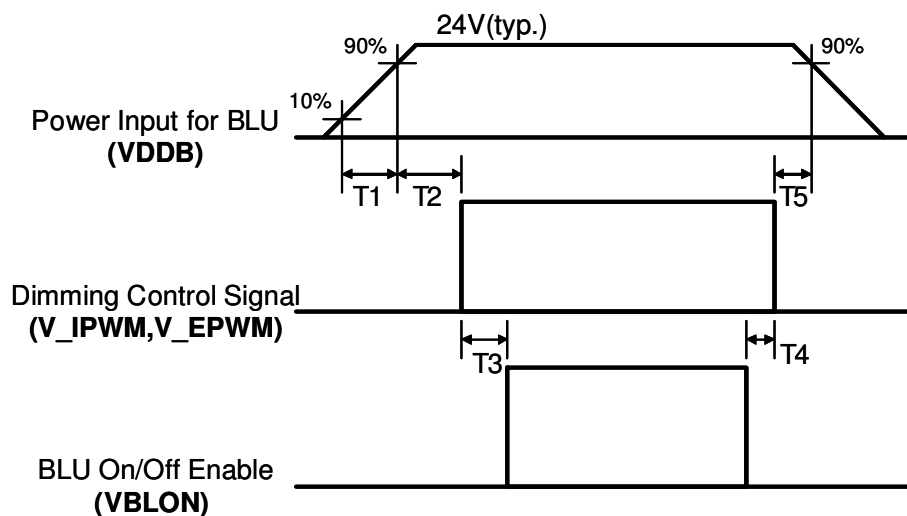 24V(typ.)
90%
90%
10%
Power Input for BLU
(VDDB)
T1
T2
T5
Dimming Control Signal
(V_IPWM,V_EPWM)
T3
T4
BLU On/Off Enable
(VBLON)